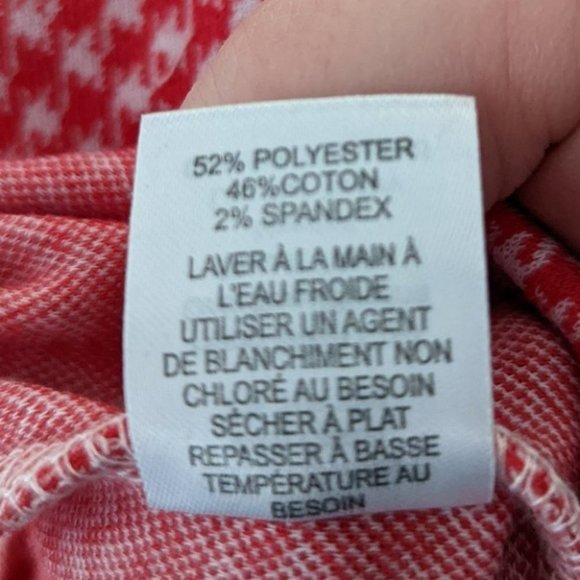 52% POLYESTER
46%COTON
2% SPANDEX
LAVER À LA MAIN À
L'EAU FROIDE
UTILISER UN AGENT
DE BLANCHIMENT NON
CHLORÉ AU BESOIN
SÉCHER À PLAT
REPASSER À BASSE
TEMPÉRATURE AU
BESOIN